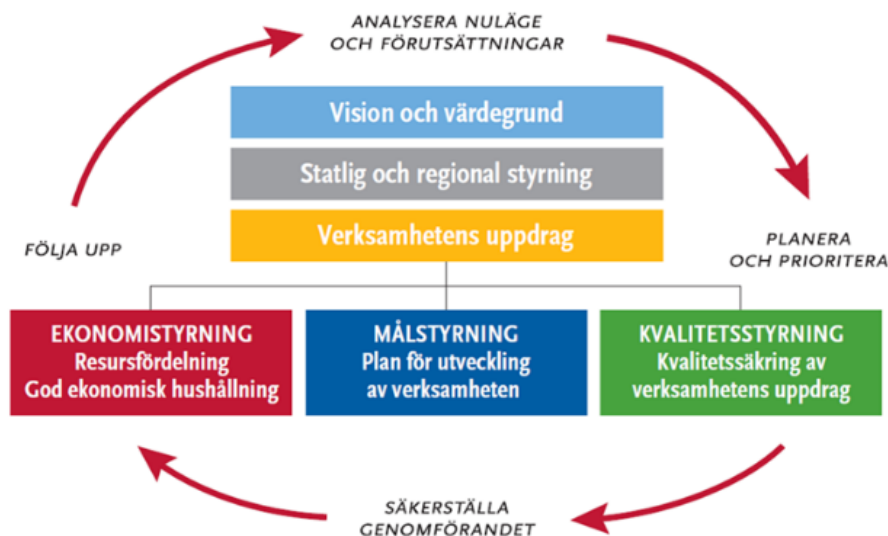 ANALYSERA NULÄGE
OCH FÖRUTSÄTTNINGAR
Vision och värdegrund
Statlig och regional styrning
Verksamhetens uppdrag
FÖLJA UPP
PLANERA
OCH PRIORITERA
EKONOMISTYRNING
Resursfördelning
God ekonomisk hushållning
MÅLSTYRNING
Plan för utveckling
av verksamheten
KVALITETSSTYRNING
Kvalitetssäkring av
verksamhetens uppdrag
SÄKERSTÄLLA
GENOMFÖRANDET